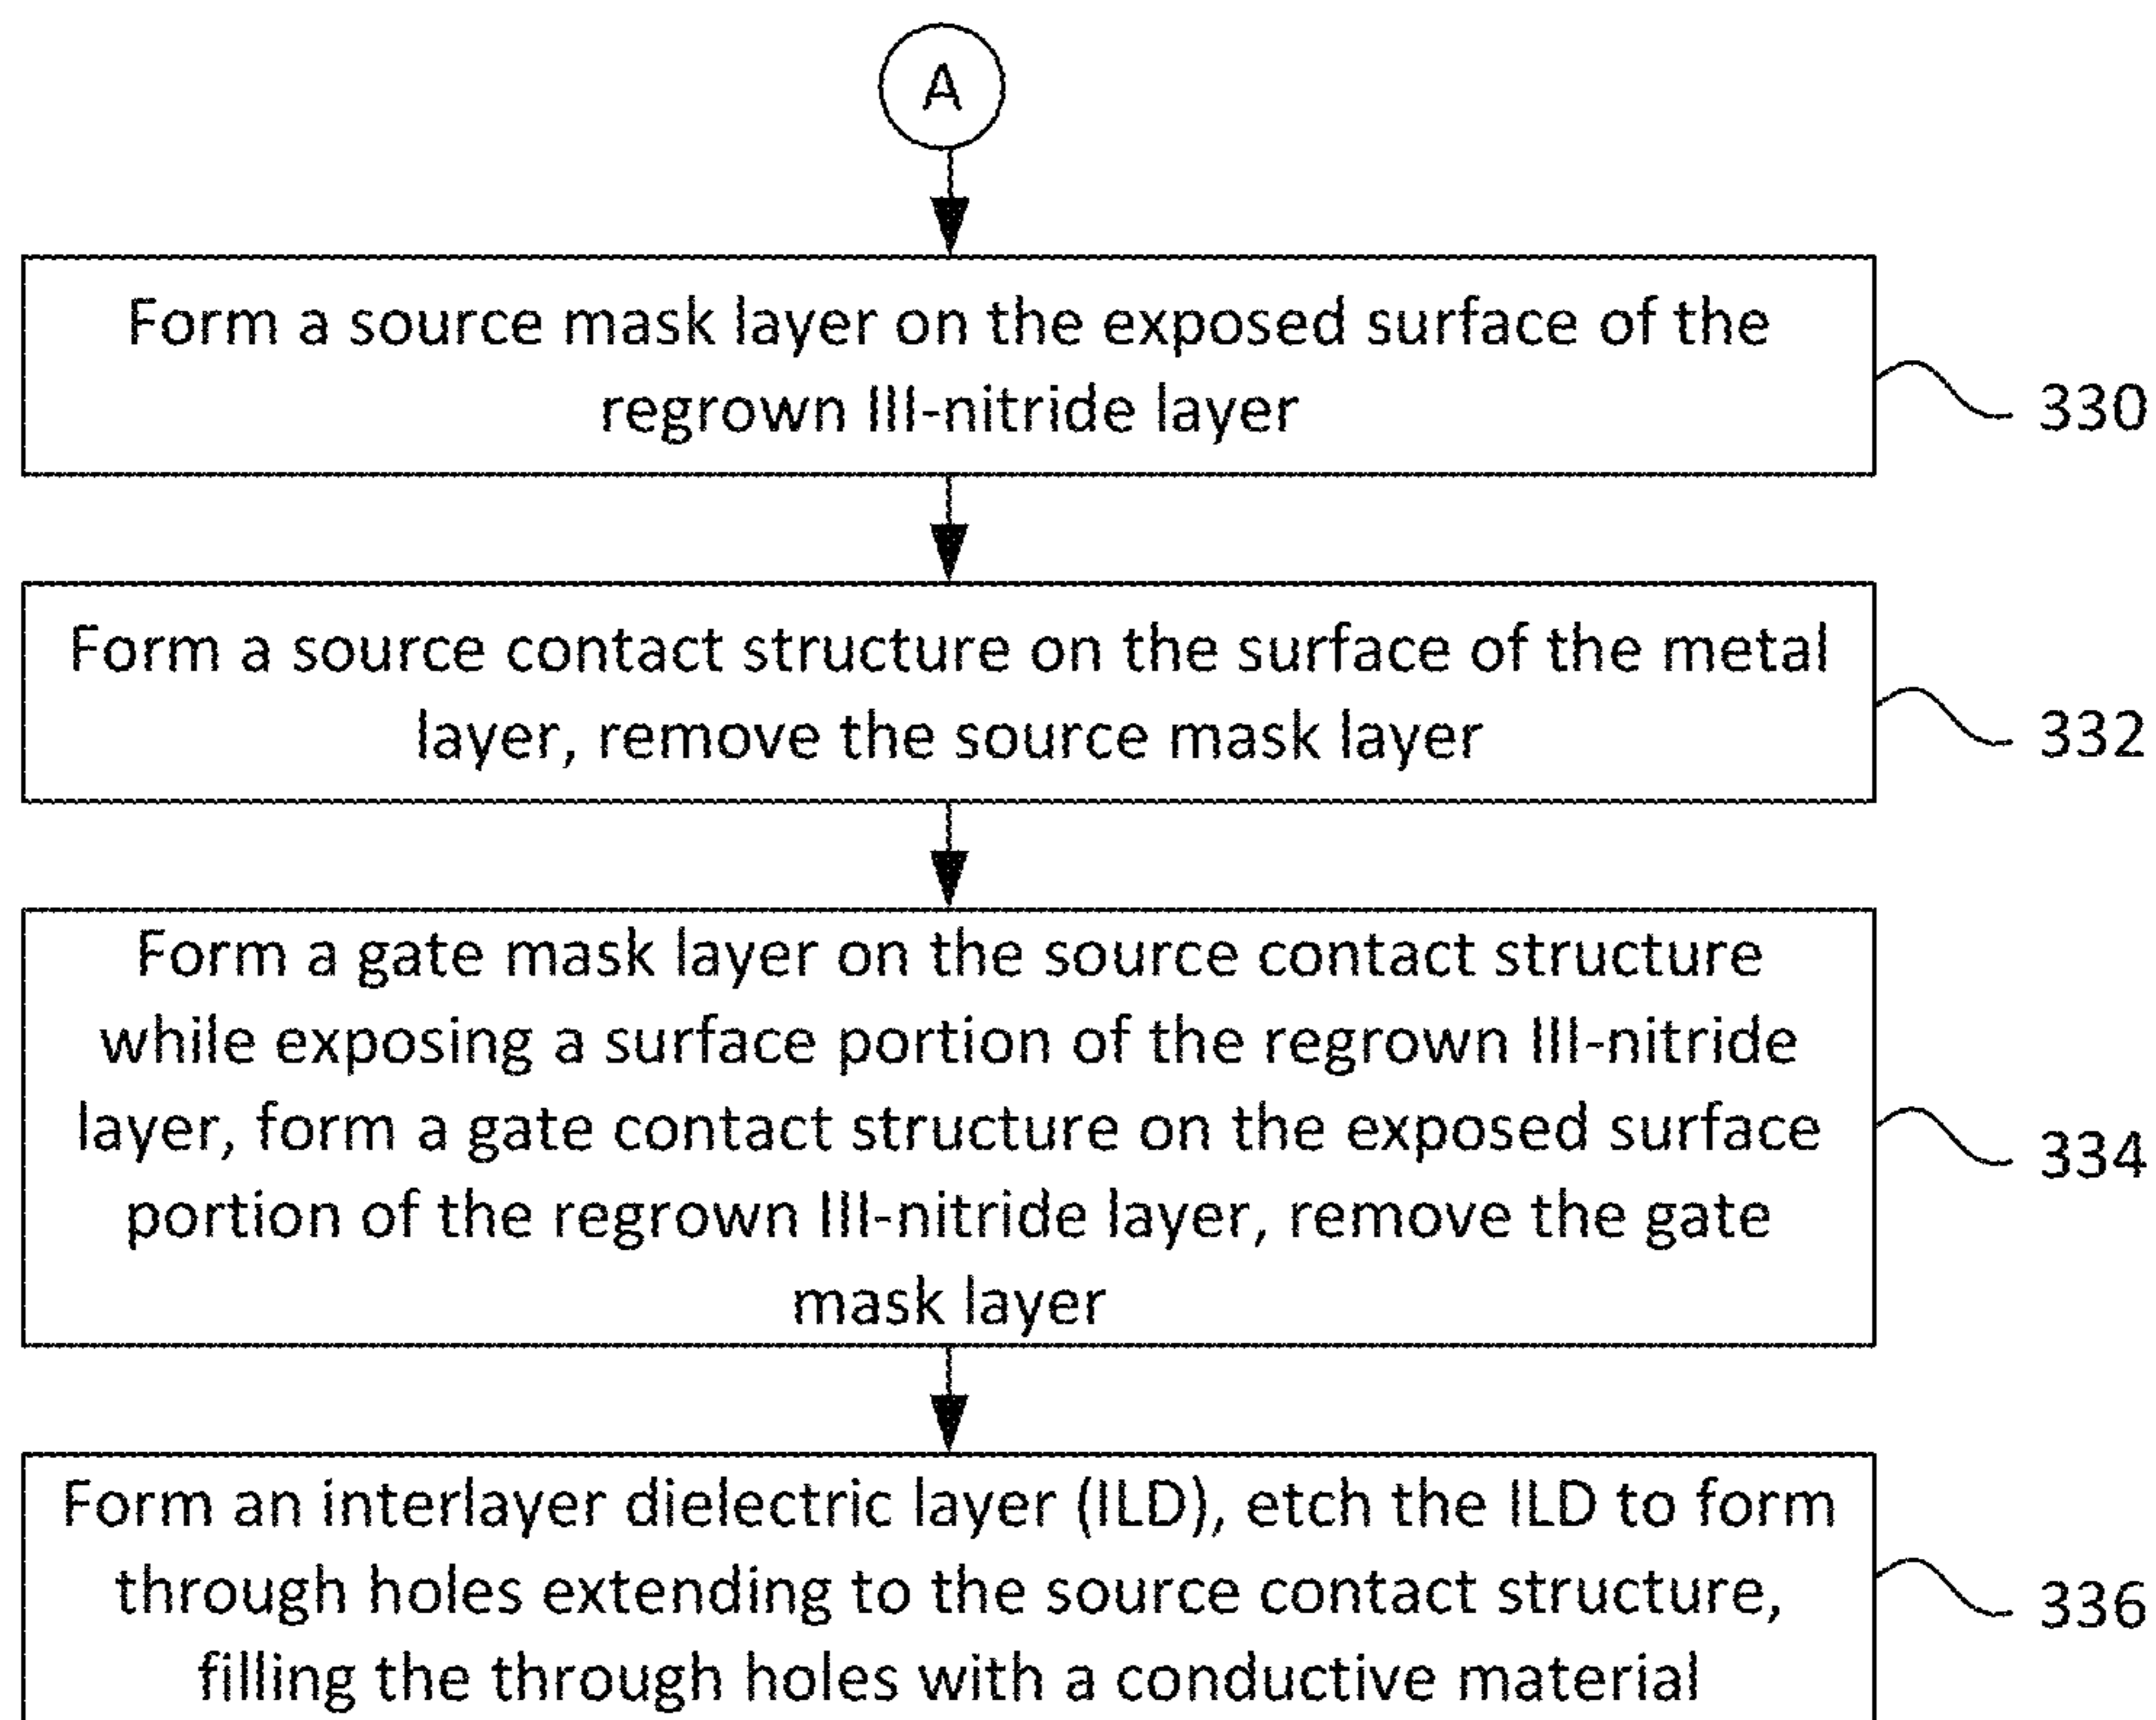 A
Form a source mask layer on the exposed surface of the
regrown III-nitride layer
330
Form a source contact structure on the surface of the metal
layer, remove the source mask layer
332
Form a gate mask layer on the source contact structure
while exposing a surface portion of the regrown III-nitride
layer, form a gate contact structure on the exposed surface
portion of the regrown III-nitride layer, remove the gate
mask layer
334
Form an interlayer dielectric layer (ILD), etch the ILD to form
through holes extending to the source contact structure,
filling the through holes with a conductive material
336